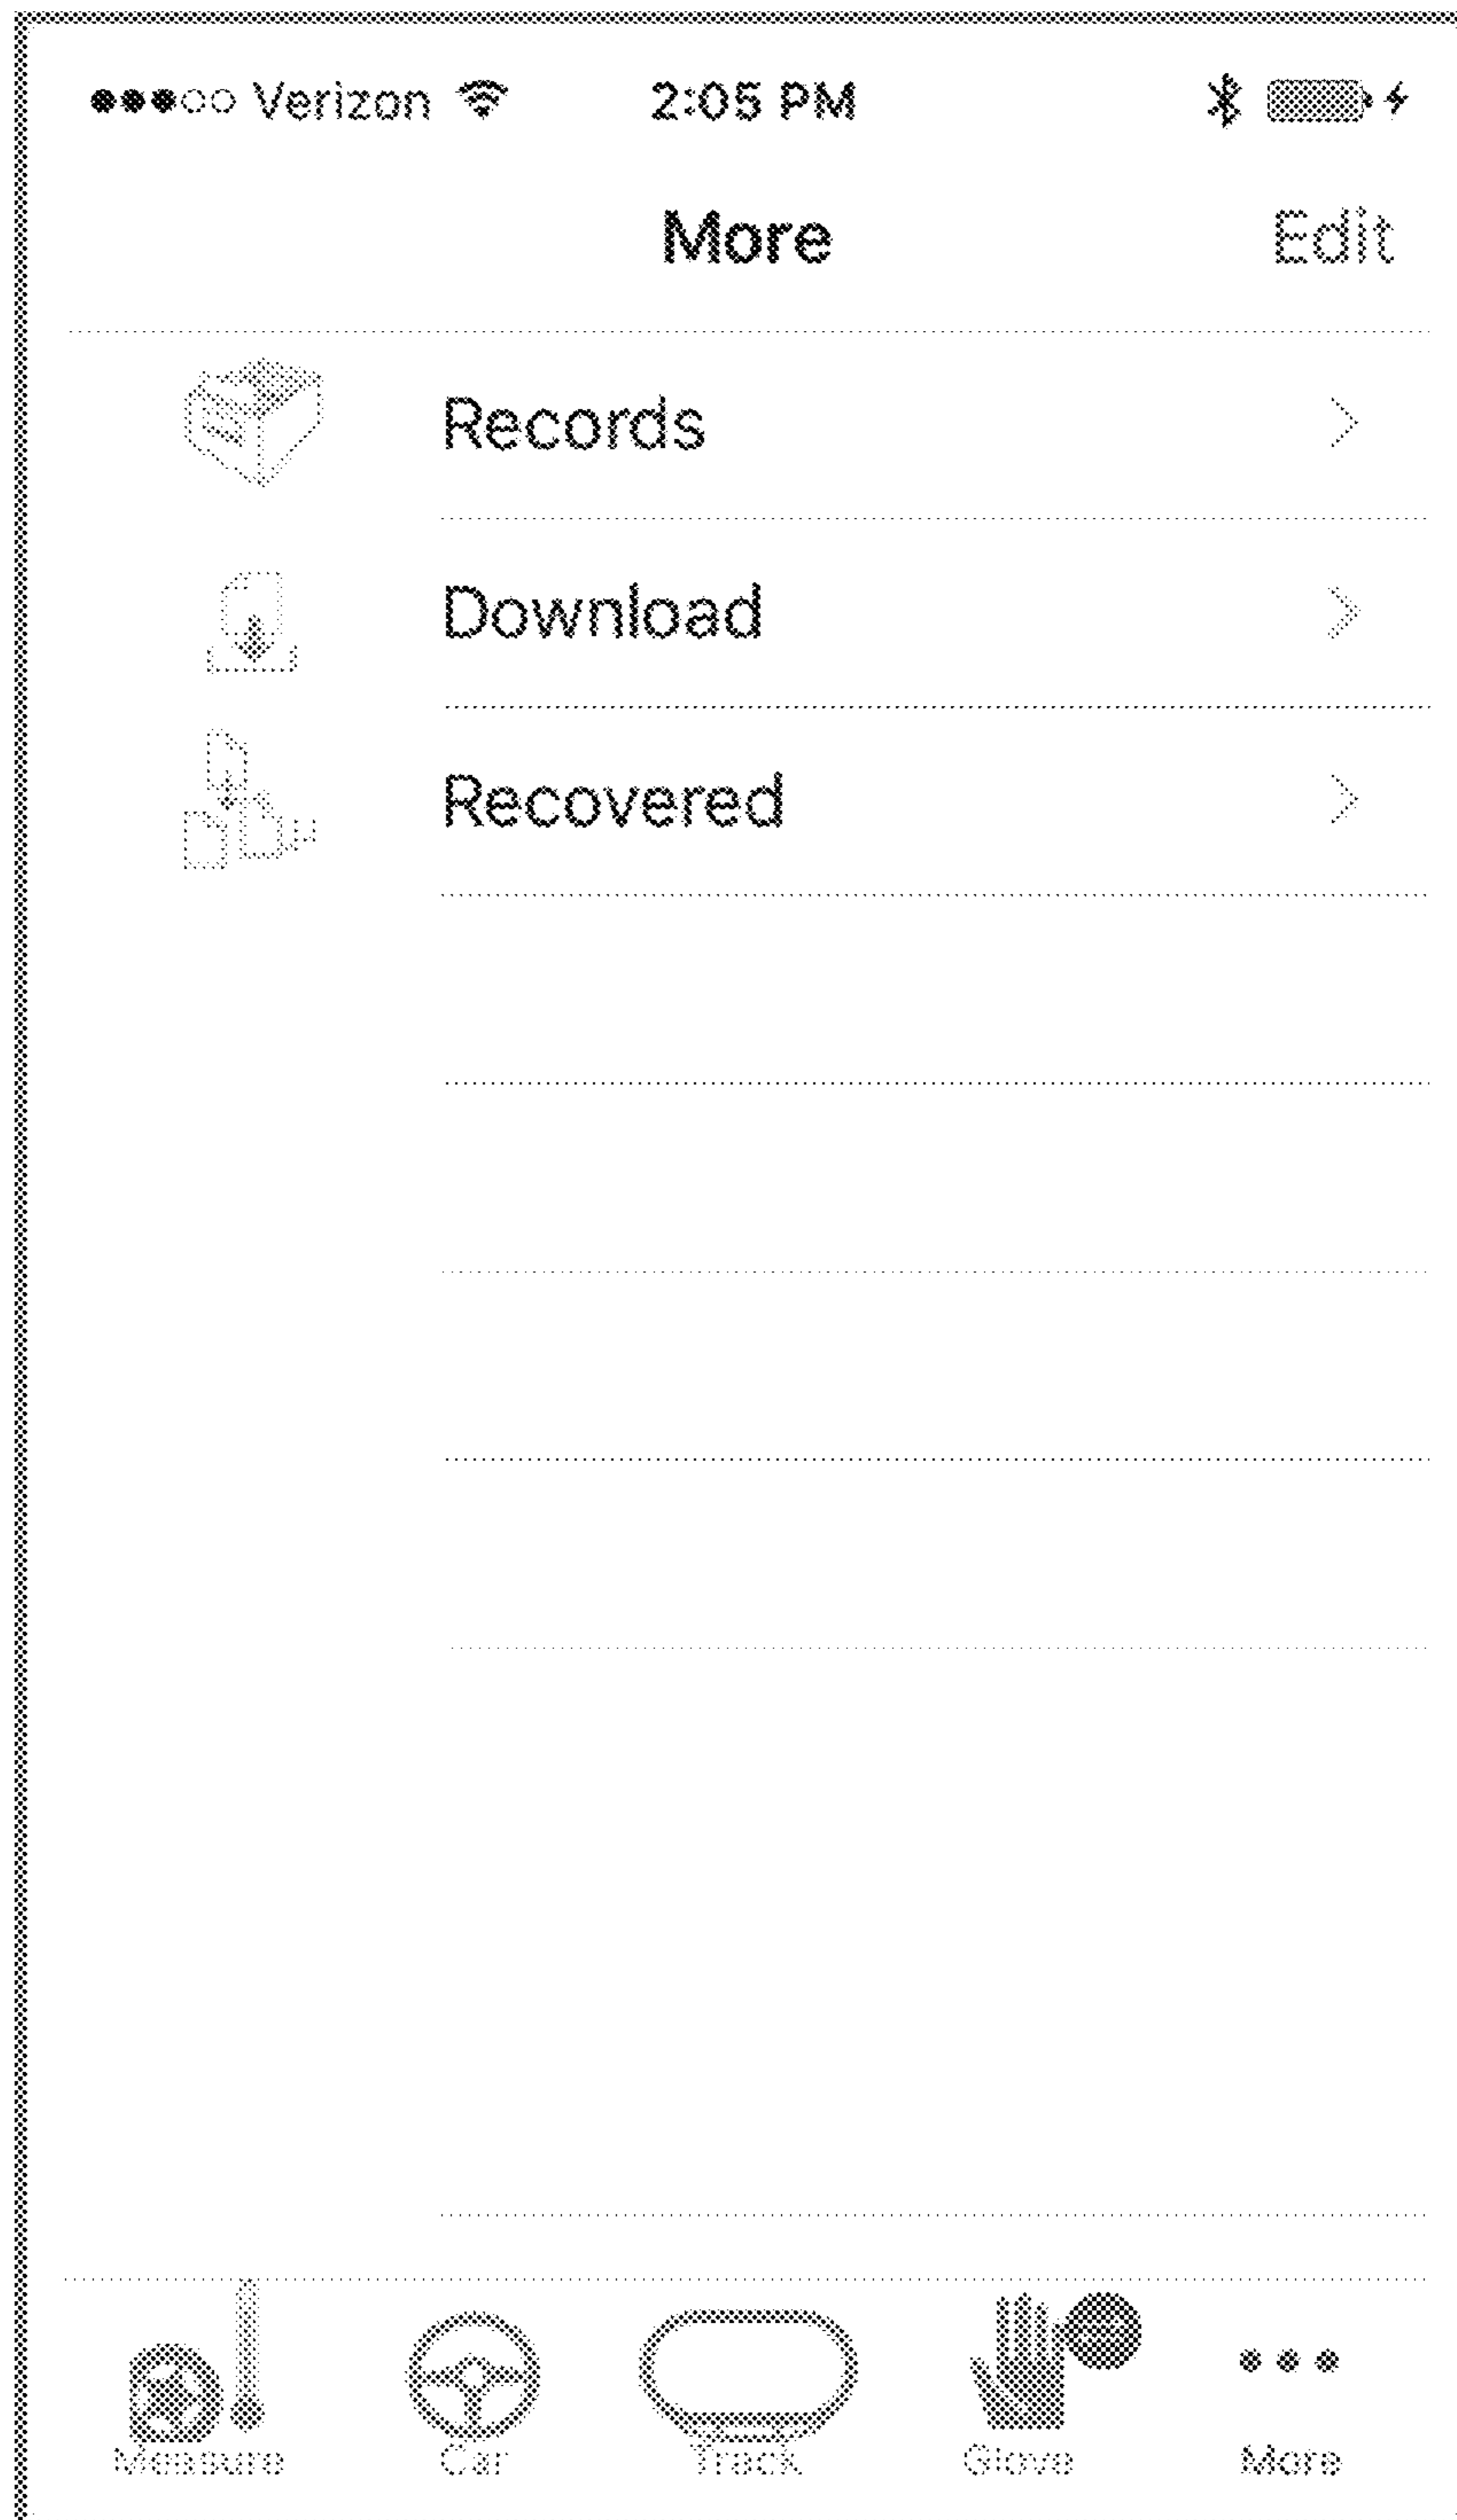 Verizon 2:05 PM
More Edit
Records
Download
Recovered
Measure Car Track Glove More